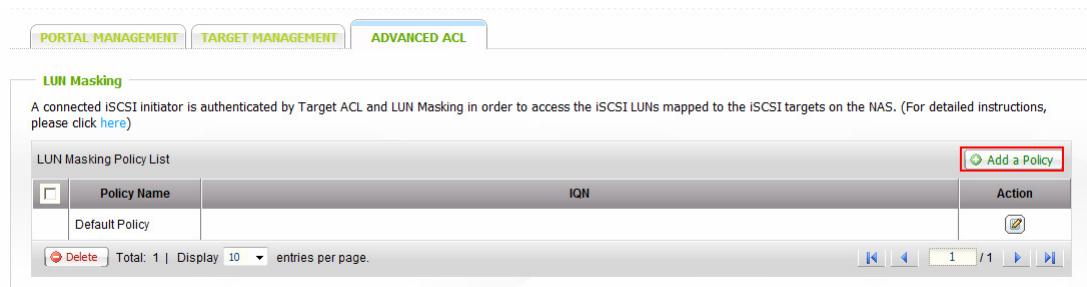 PORTAL MANAGEMENT TARGET MANAGEMENT ADVANCED ACL
LUN Masking
A connected iSCSI initiator is authenticated by Target ACL and LUN Masking in order to access the iSCSI LUNs mapped to the iSCSI targets on the NAS. (For detailed instructions,
please click here)
LUN Masking Policy List Add a Policy
Policy Name IQN Action
Default Policy
Delete Total: 1 | Display 10 entries per page. 1 / 1